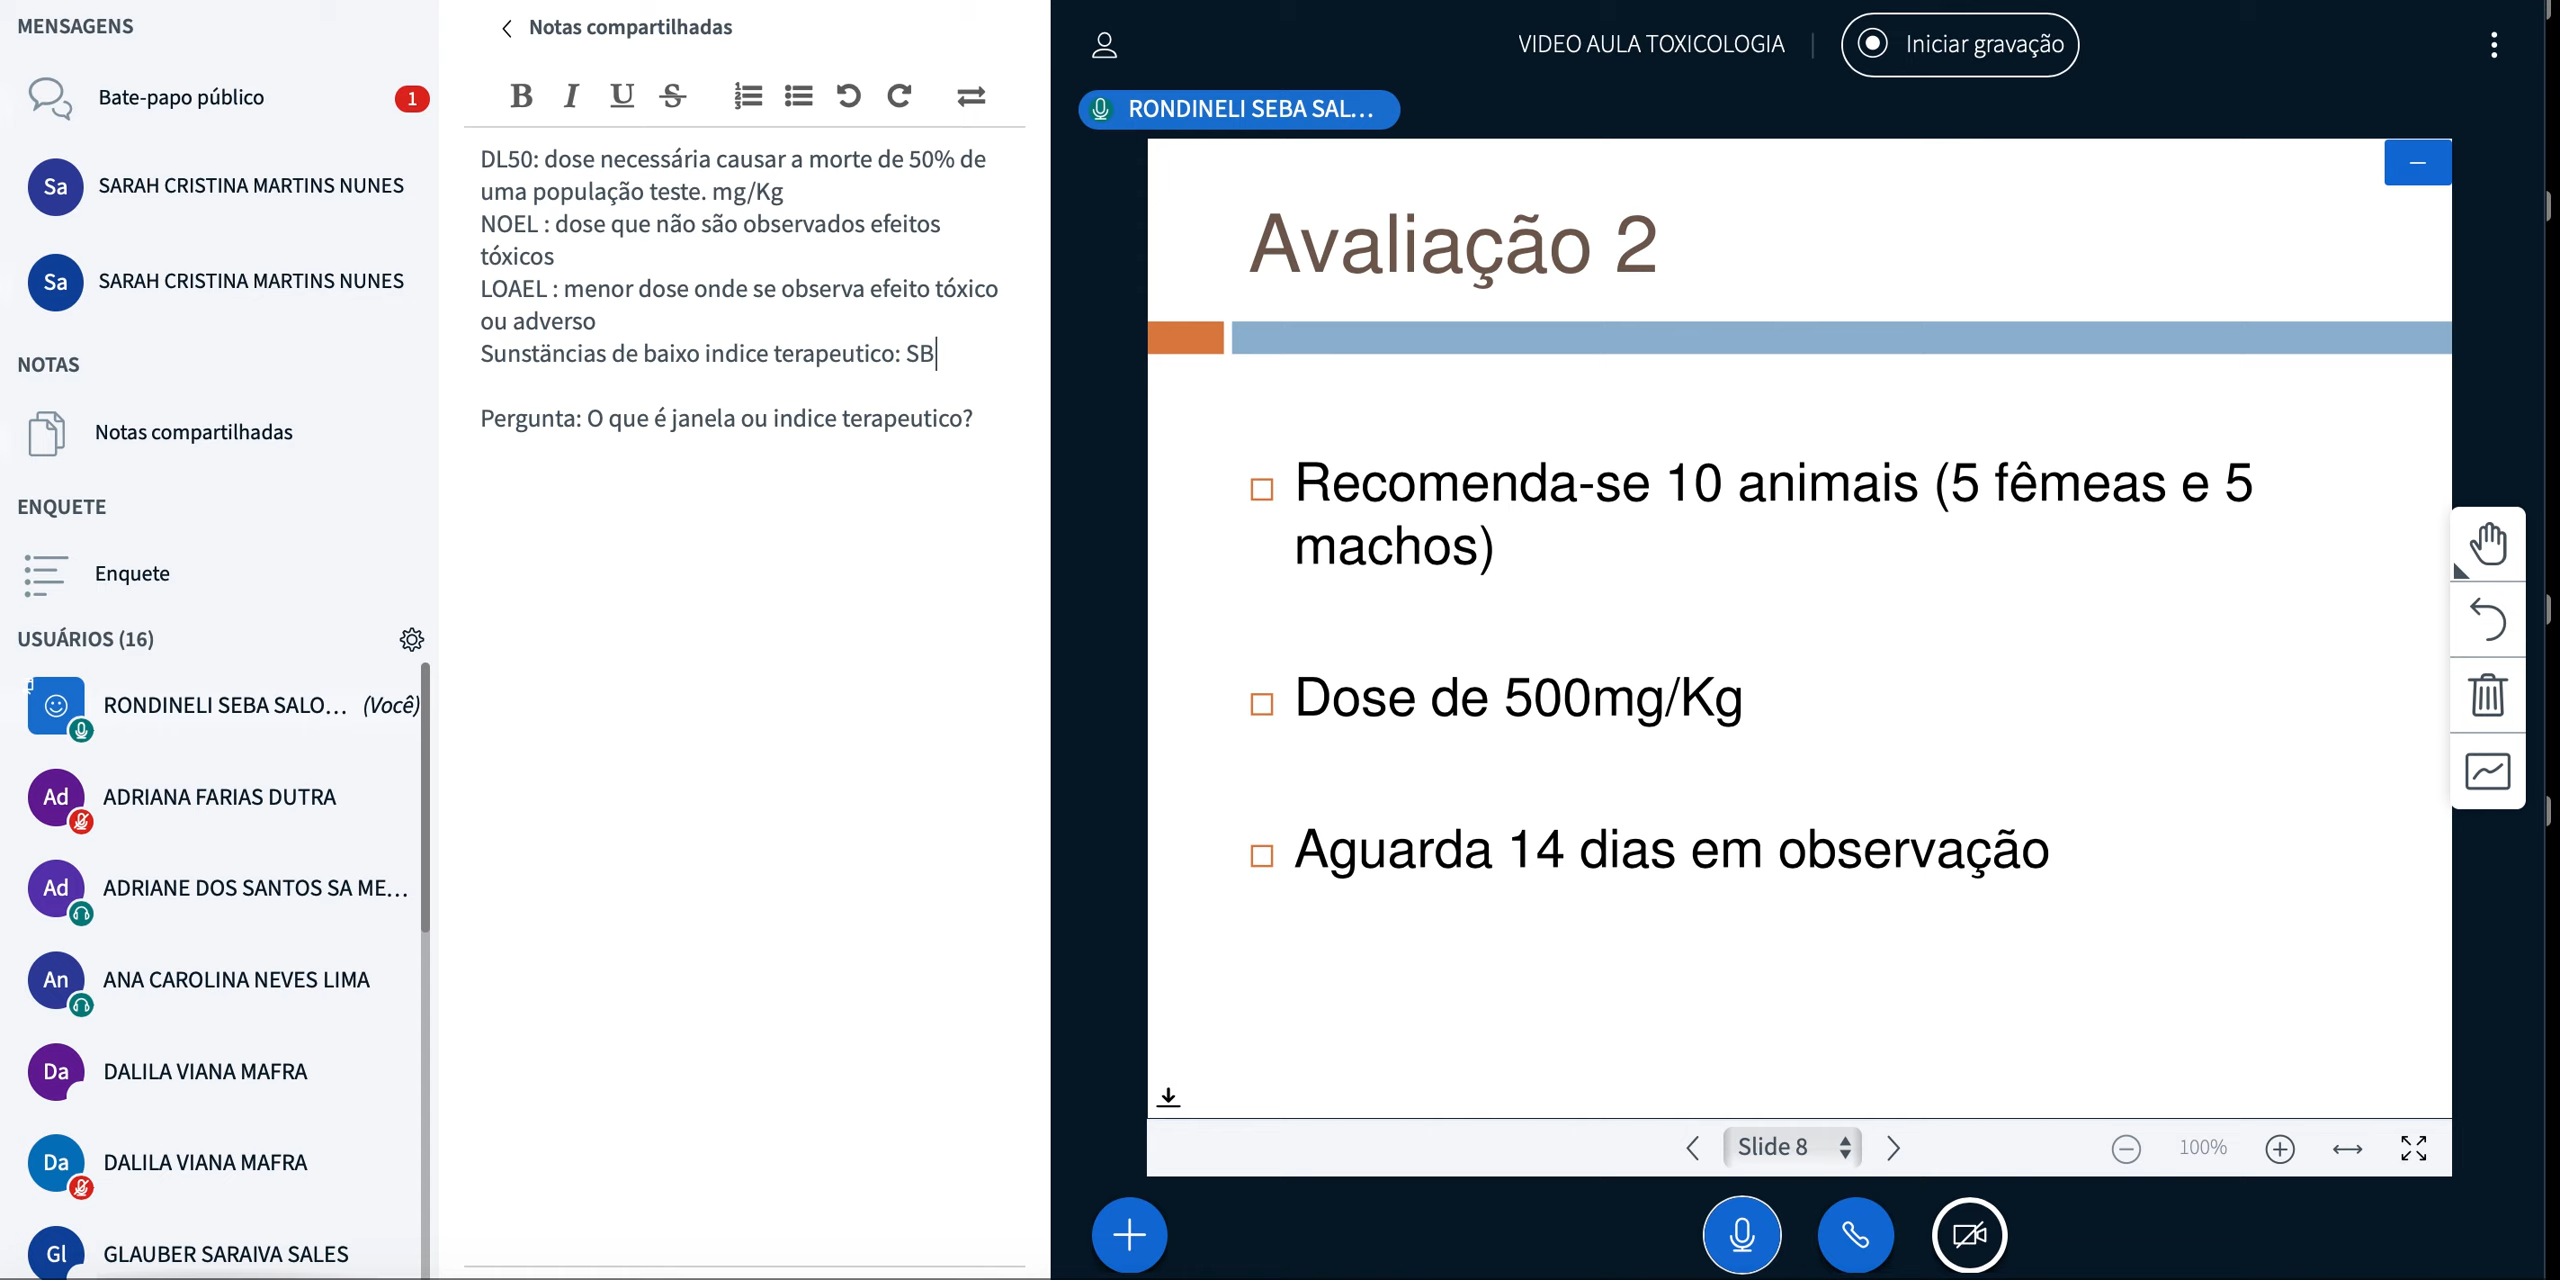 MENSAGENS
Bate-papo público
1
Sa
SARAH CRISTINA MARTINS NUNES
Sa
SARAH CRISTINA MARTINS NUNES
NOTAS
Notas compartilhadas
ENQUETE
Enquete
USUÁRIOS (16)
RONDINELI SEBA SALO... (Você)
Ad
ADRIANA FARIAS DUTRA
Ad
ADRIANE DOS SANTOS SA ME...
An
ANA CAROLINA NEVES LIMA
Da
DALILA VIANA MAFRA
Da
DALILA VIANA MAFRA
Gl
GLAUBER SARAIVA SALES
Notas compartilhadas
B I U S
DL50: dose necessária causar a morte de 50% de
uma população teste. mg/Kg
NOEL : dose que não são observados efeitos
tóxicos
LOAEL : menor dose onde se observa efeito tóxico
ou adverso
Sunstäncias de baixo indice terapeutico: SB
Pergunta: O que é janela ou indice terapeutico?
VIDEO AULA TOXICOLOGIA
Iniciar gravação
RONDINELI SEBA SAL...
Avaliação 2
Recomenda-se 10 animais (5 fêmeas e 5
machos)
Dose de 500mg/Kg
Aguarda 14 dias em observação
Slide 8
100%